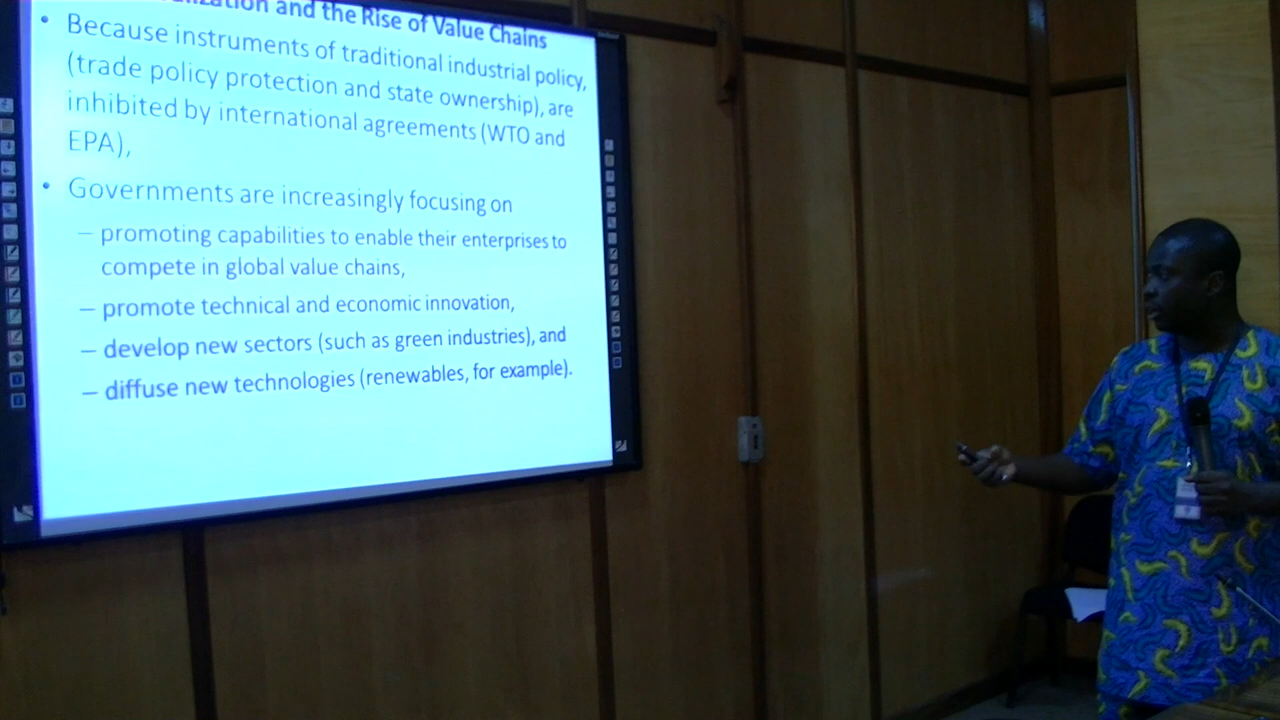 and the Rise of Value Chains
• Because instruments of traditional industrial policy,
(trade policy protection and state ownership), are
inhibited by international agreements (WTO and
EPA),
• Governments are increasingly focusing on
– promoting capabilities to enable their enterprises to
compete in global value chains,
– promote technical and economic innovation,
– develop new sectors (such as green industries), and
– diffuse new technologies (renewables, for example).